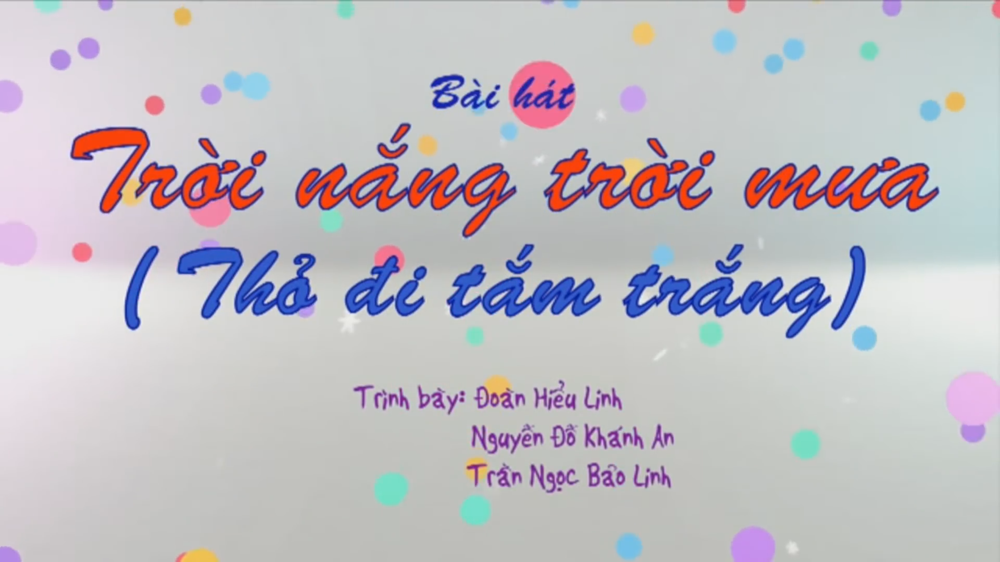 Bài hát
Trời nắng trời mưa
( Thỏ đi tắm trắng)
Trình bày: Đoàn Hiểu Linh
Nguyễn Đỗ Khánh An
Trần Ngọc Bảo Linh